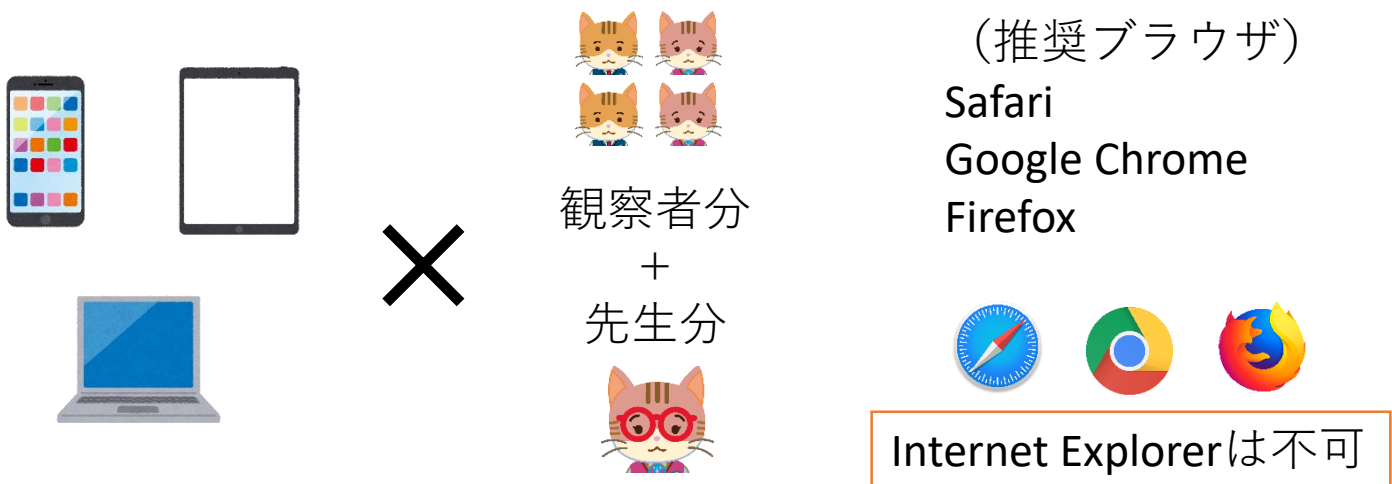 ×
観察者分
+
先生分
（推奨ブラウザ）
Safari
Google Chrome
Firefox
Internet Explorerは不可